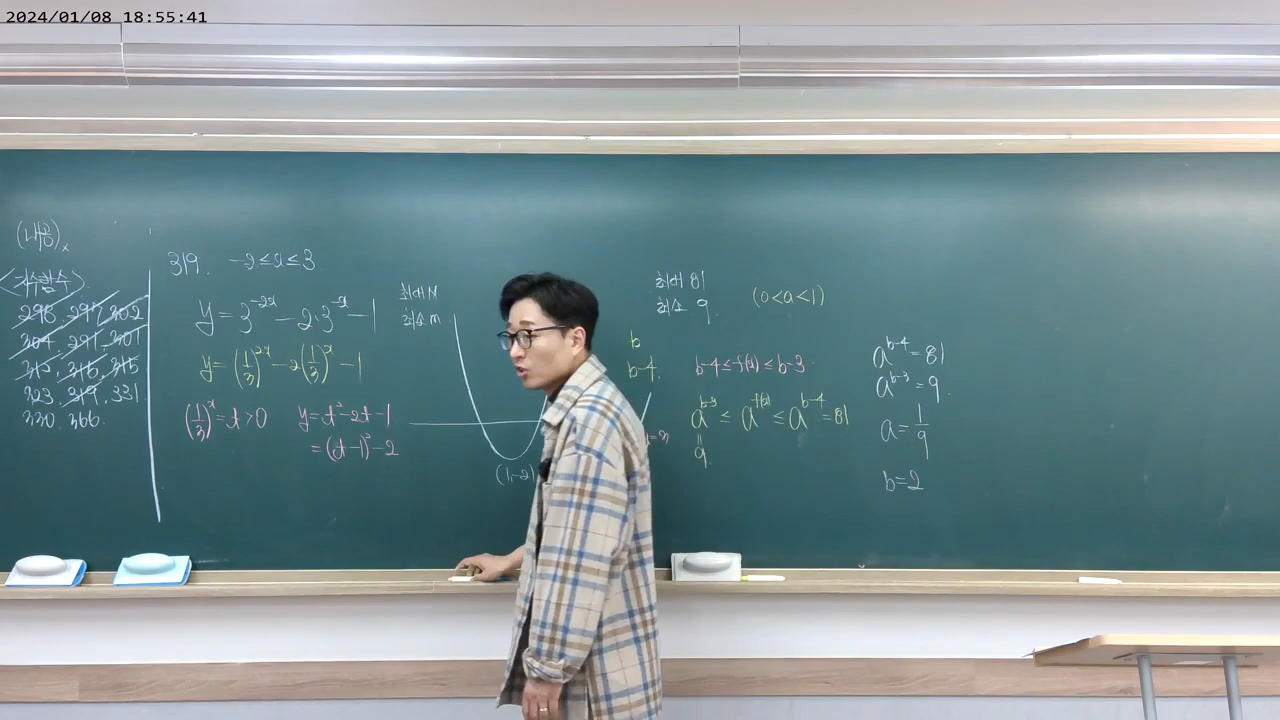 2024/01/08 18:55:41
<지수함수>
298, 297, 302
304, 291, 301
312, 316, 315
323, 319, 331
330, 366
319. -2≤x≤3
y=3^{-2x}-2·3^{-x}-1
y=(1/3)^{2x}-2(1/3)^x-1
(1/3)^x=t>0
y=t²-2t-1
=(t-1)²-2
최대 M
최소 m
(1,-2)
최대 81
최소 9
(0<a<1)
b
b-4
b-4≤f(x)≤b-3
a^{b-3}≤a^{f(x)}≤a^{b-4}=81
=
9
a^{b-4}=81
a^{b-3}=9
a=1/9
b=2